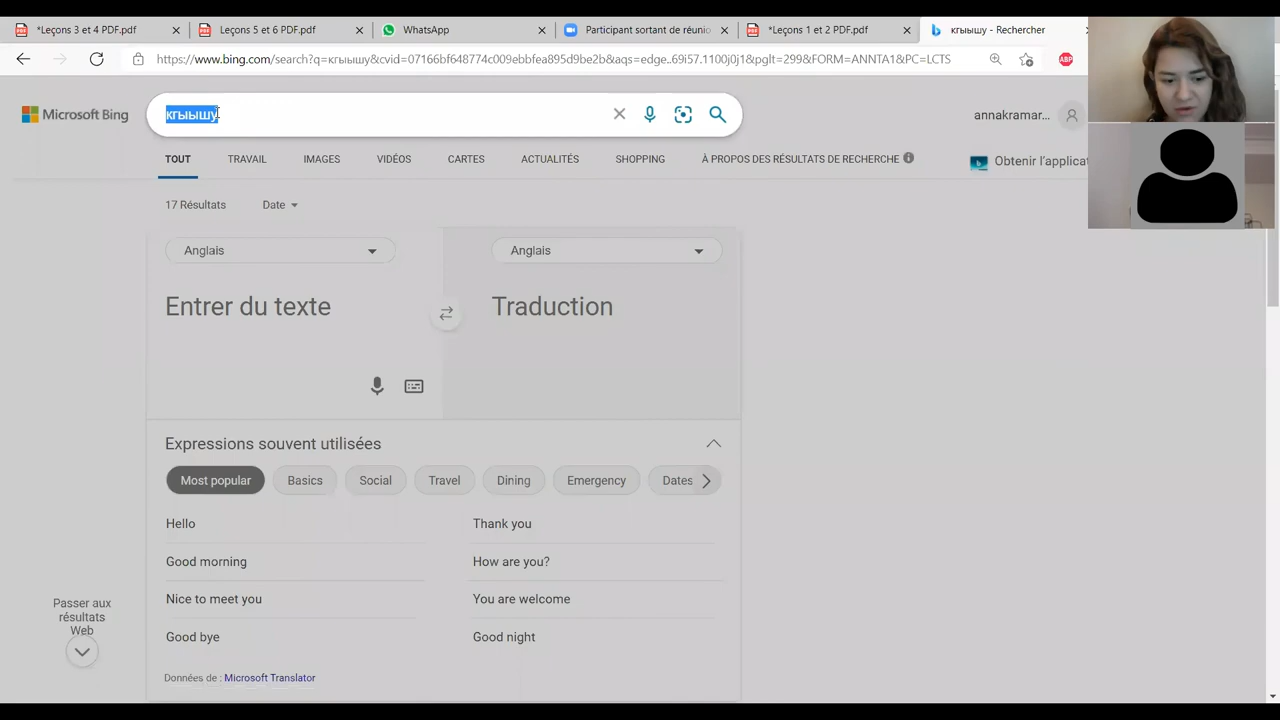 *Leçons 3 et 4 PDF.pdf
Leçons 5 et 6 PDF.pdf
WhatsApp
Participant sortant de réunio
*Leçons 1 et 2 PDF.pdf
кгыышу - Rechercher
https://www.bing.com/search?q=кгыышу&cvid=07166bf648774c009ebebfea895d9be2b&aqs=edge..69i57.1100j0j1&pglt=299&FORM=ANNTA1&PC=LCTS
ABP
Microsoft Bing
кгыышу
annakramar...
TOUT
TRAVAIL
IMAGES
VIDÉOS
CARTES
ACTUALITÉS
SHOPPING
À PROPOS DES RÉSULTATS DE RECHERCHE
Obtenir l'applicat
17 Résultats
Date
Anglais
Anglais
Entrer du texte
Traduction
Expressions souvent utilisées
Most popular
Basics
Social
Travel
Dining
Emergency
Dates
Hello
Thank you
Good morning
How are you?
Nice to meet you
You are welcome
Good bye
Good night
Passer aux
résultats
Web
Données de : Microsoft Translator